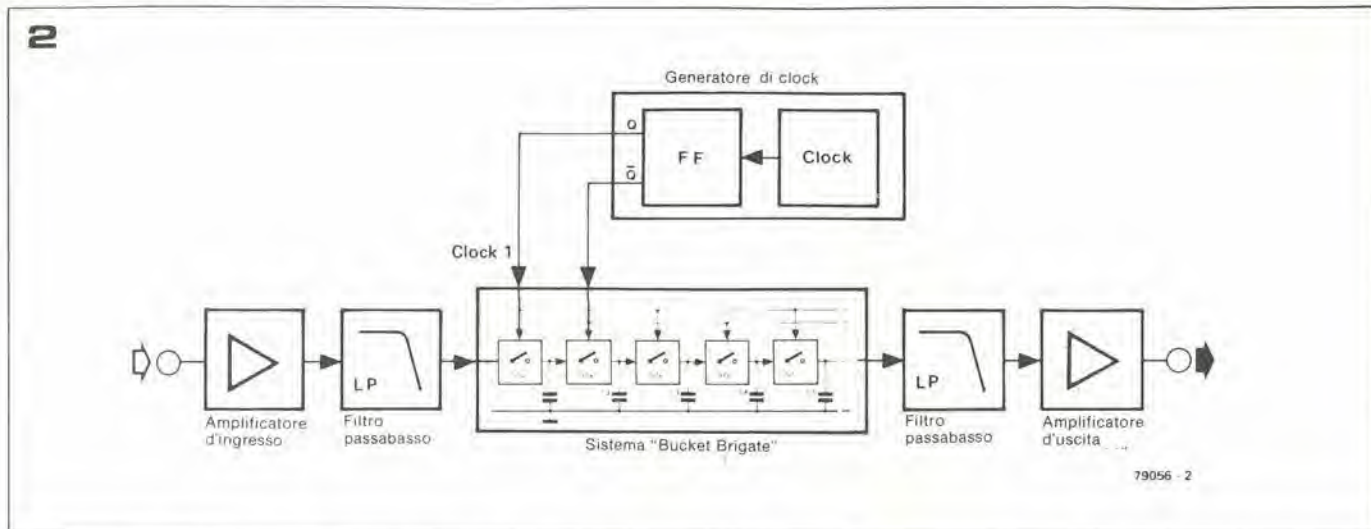 2
Generatore di clock
Q
Q̅
FF
Clock
Clock 1
LP
LP
Amplificatore
d'ingresso
Filtro
passabasso
Sistema "Bucket Brigate"
Filtro
passabasso
Amplificatore
d'uscita
79056 - 2